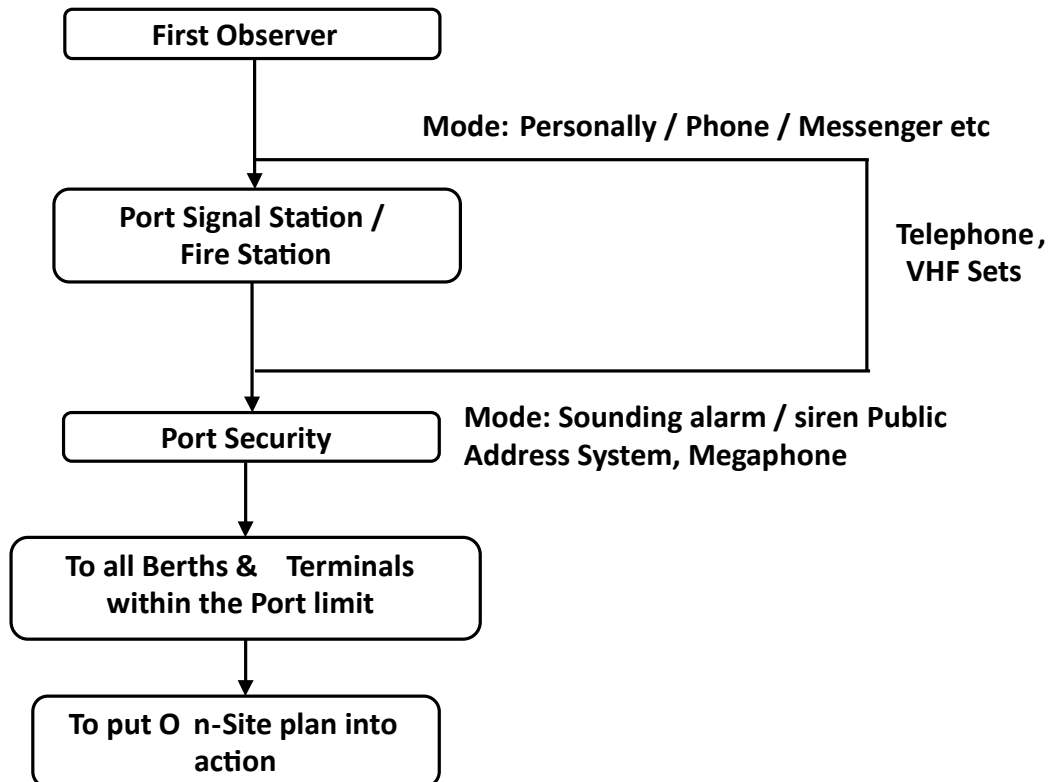 First Observer
Mode: Personally / Phone / Messenger etc
Port Signal Station /
Fire Station
Telephone,
VHF Sets
Port Security
Mode: Sounding alarm / siren Public
Address System, Megaphone
To all Berths & Terminals
within the Port limit
To put O n-Site plan into
action